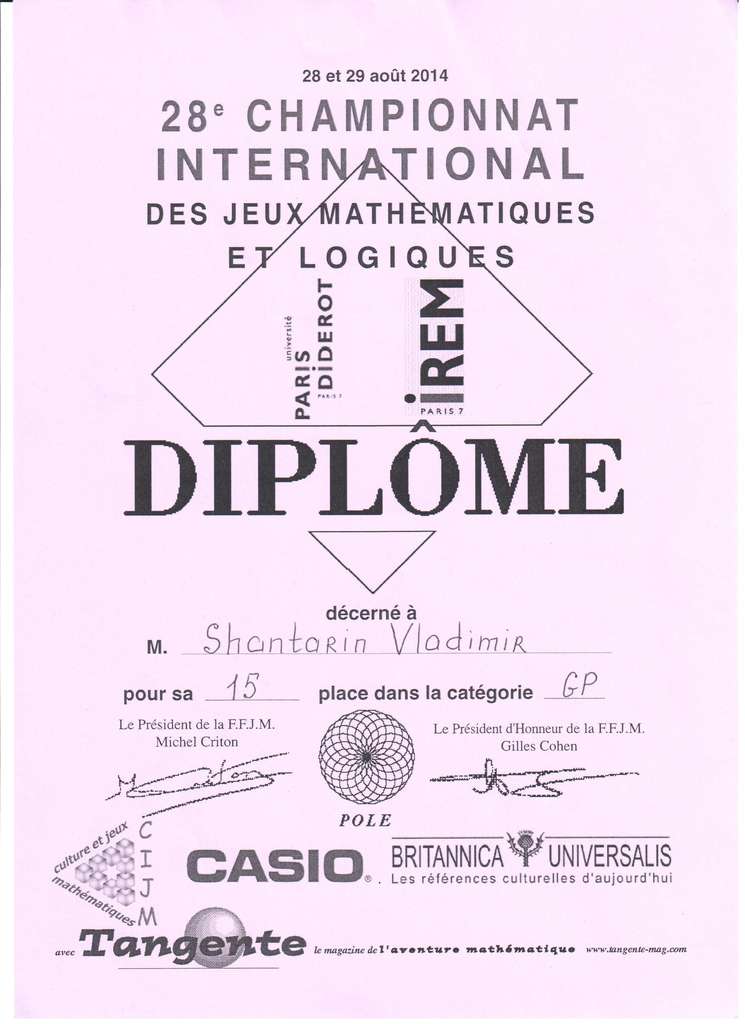 28 et 29 août 2014
28e CHAMPIONNAT
INTERNATIONAL
DES JEUX MATHEMATIQUES
ET LOGIQUES
université
PARIS
DIDEROT
PARIS 7
iREM
PARIS 7
DIPLÔME
décerné à
M. Shantarin Vladimir
pour sa 15 place dans la catégorie GP
Le Président de la F.F.J.M.
Michel Criton
Le Président d'Honneur de la F.F.J.M.
Gilles Cohen
M Criton
POLE
culture et jeux
mathématiques
CIJM
CASIO®.
BRITANNICA UNIVERSALIS
Les références culturelles d'aujourd'hui
avec Tangente le magazine de l'aventure mathématique www.tangente-mag.com